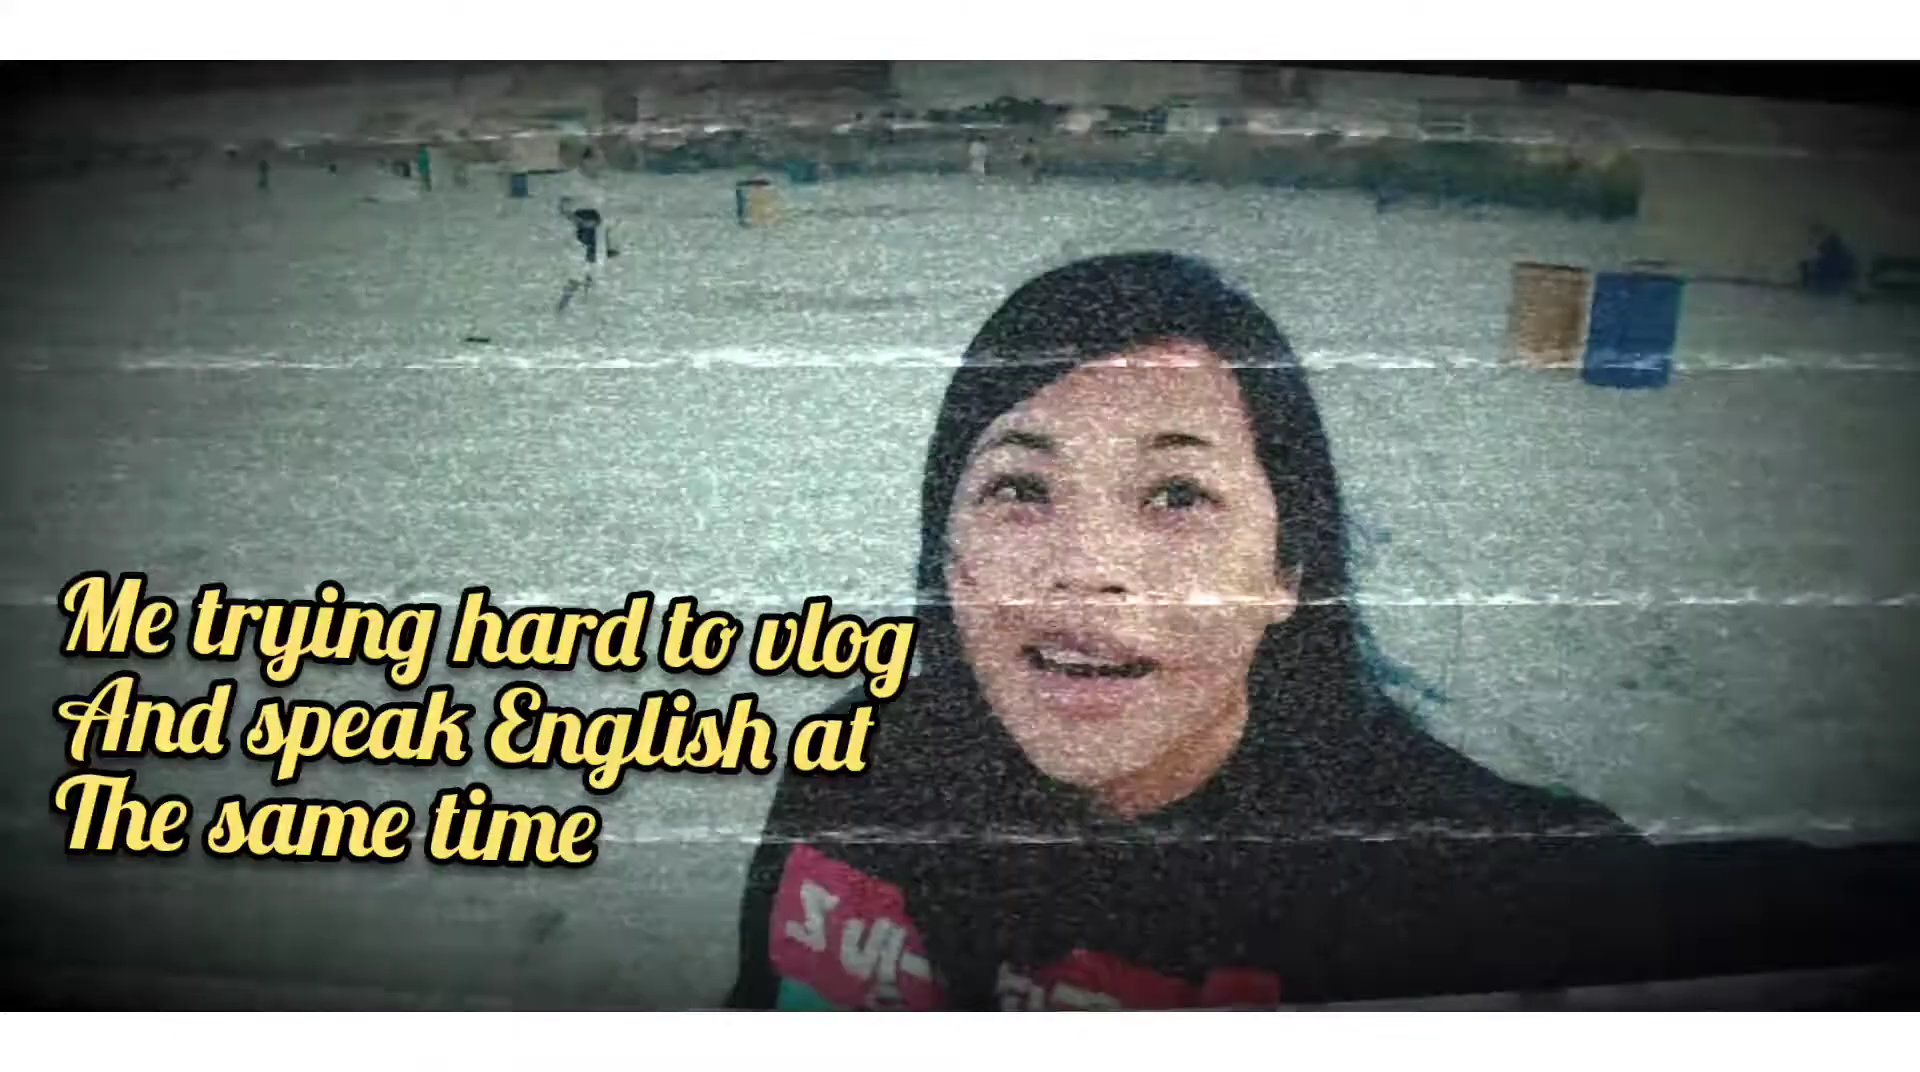 Me trying hard to vlog
And speak English at
The same time